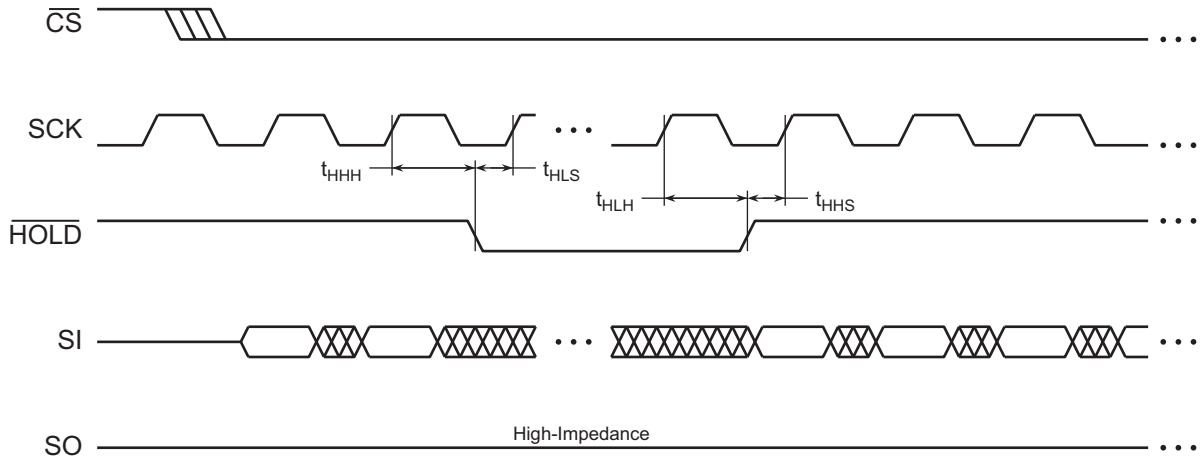 CS
SCK
tHHH
tHLS
tHLH
tHHS
HOLD
SI
High-Impedance
SO